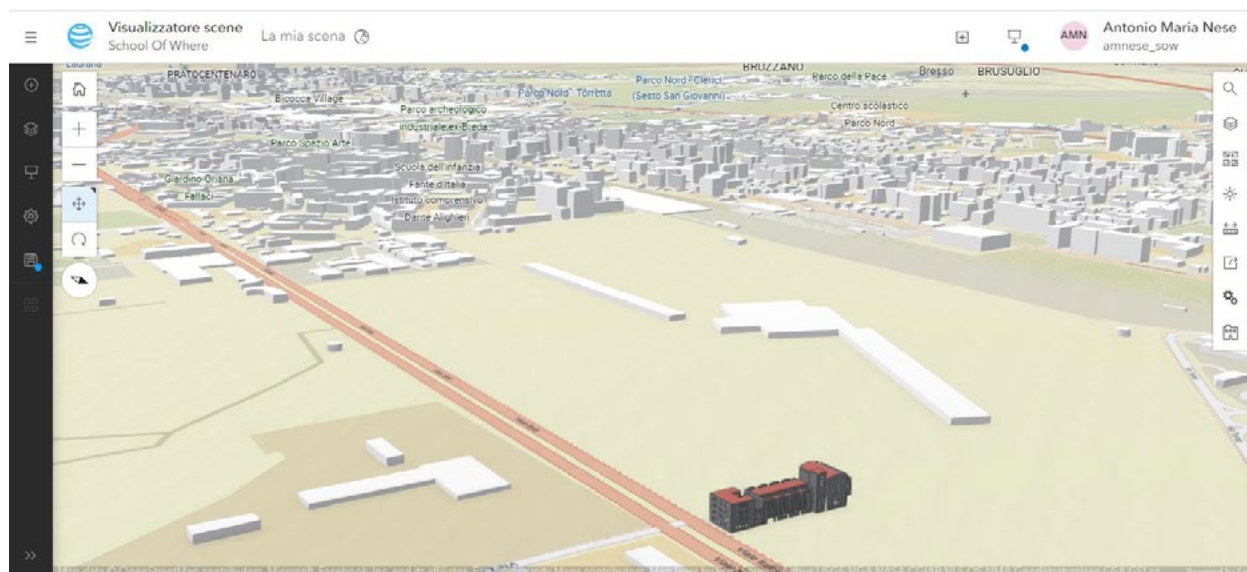 Visualizzatore scene
School Of Where
La mia scena
AMN
Antonio Maria Nese
amnese_sow
PRATOCENTENARO
Bicocca Village
Parco Nord - Torretta
Parco Nord - Clerici
(Sesto San Giovanni)
BRUZZANO
Parco della Pace
Bresso
BRUSUGLIO
Parco archeologico
industriale ex-Breda
Centro scolastico
Parco Nord
Parco Spazio Arte
Scuola dell'infanzia
Fante d'Italia
Istituto comprensivo
Dante Alighieri
Giardino Oriana
Fallaci